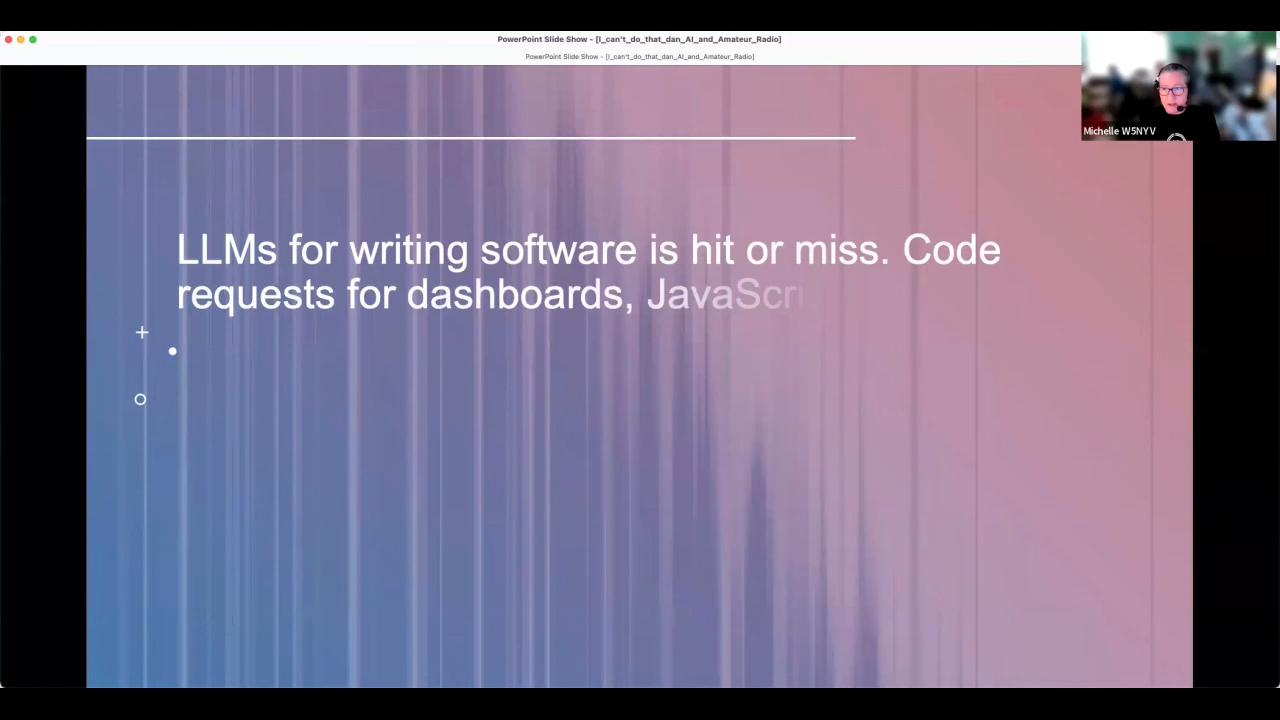 PowerPoint Slide Show - [I_can't_do_that_dan_AI_and_Amateur_Radio]
PowerPoint Slide Show - [I_can't_do_that_dan_AI_and_Amateur_Radio]
Michelle W5NYV
LLMs for writing software is hit or miss. Code
requests for dashboards, JavaScri